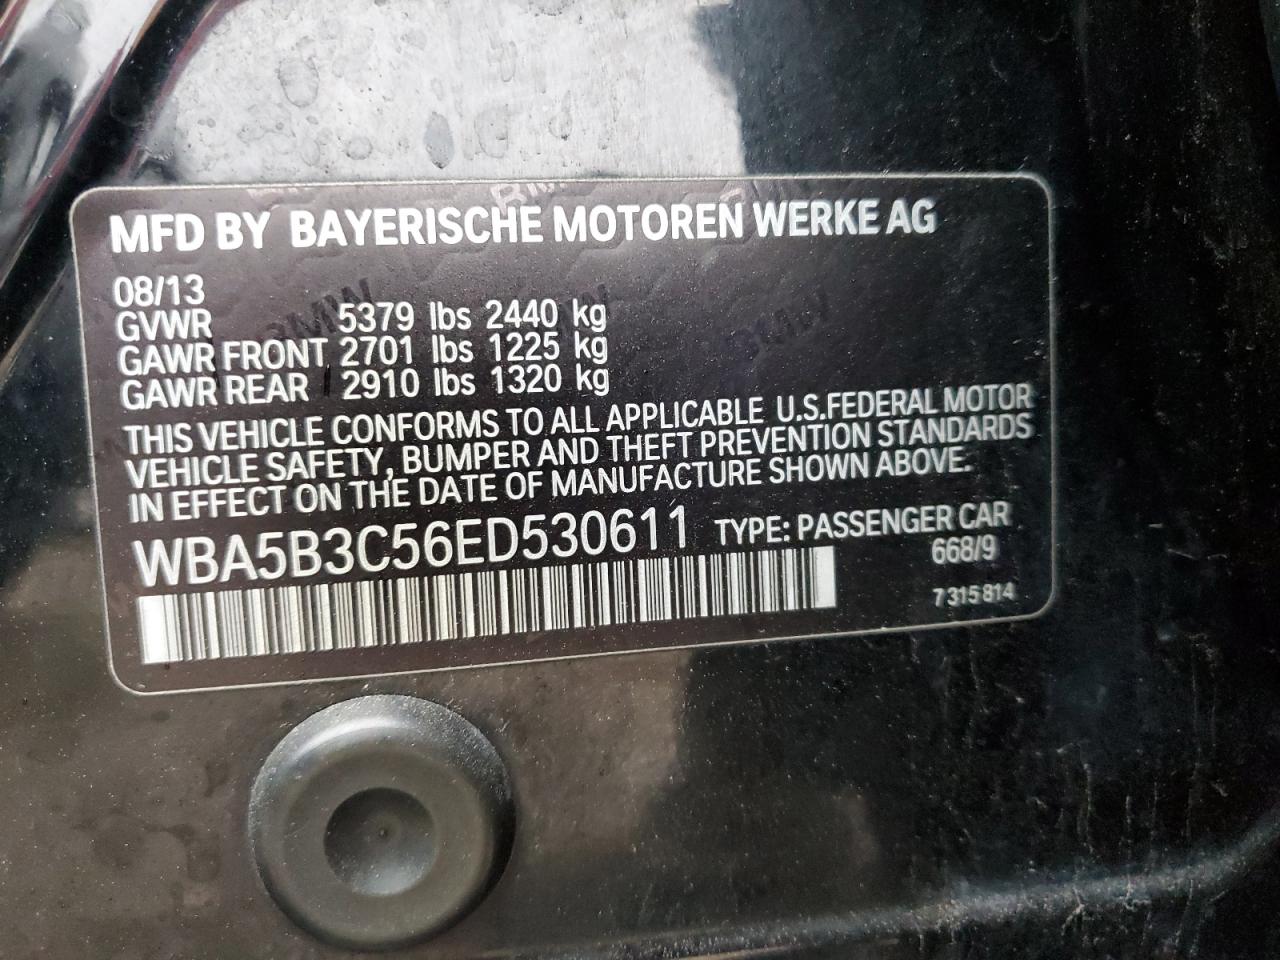 MFD BY BAYERISCHE MOTOREN WERKE AG
08/13
GVWR 5379 lbs 2440 kg
GAWR FRONT 2701 lbs 1225 kg
GAWR REAR 2910 lbs 1320 kg
THIS VEHICLE CONFORMS TO ALL APPLICABLE U.S.FEDERAL MOTOR
VEHICLE SAFETY, BUMPER AND THEFT PREVENTION STANDARDS
IN EFFECT ON THE DATE OF MANUFACTURE SHOWN ABOVE.
WBA5B3C56ED530611 TYPE: PASSENGER CAR
668/9
7 315 814